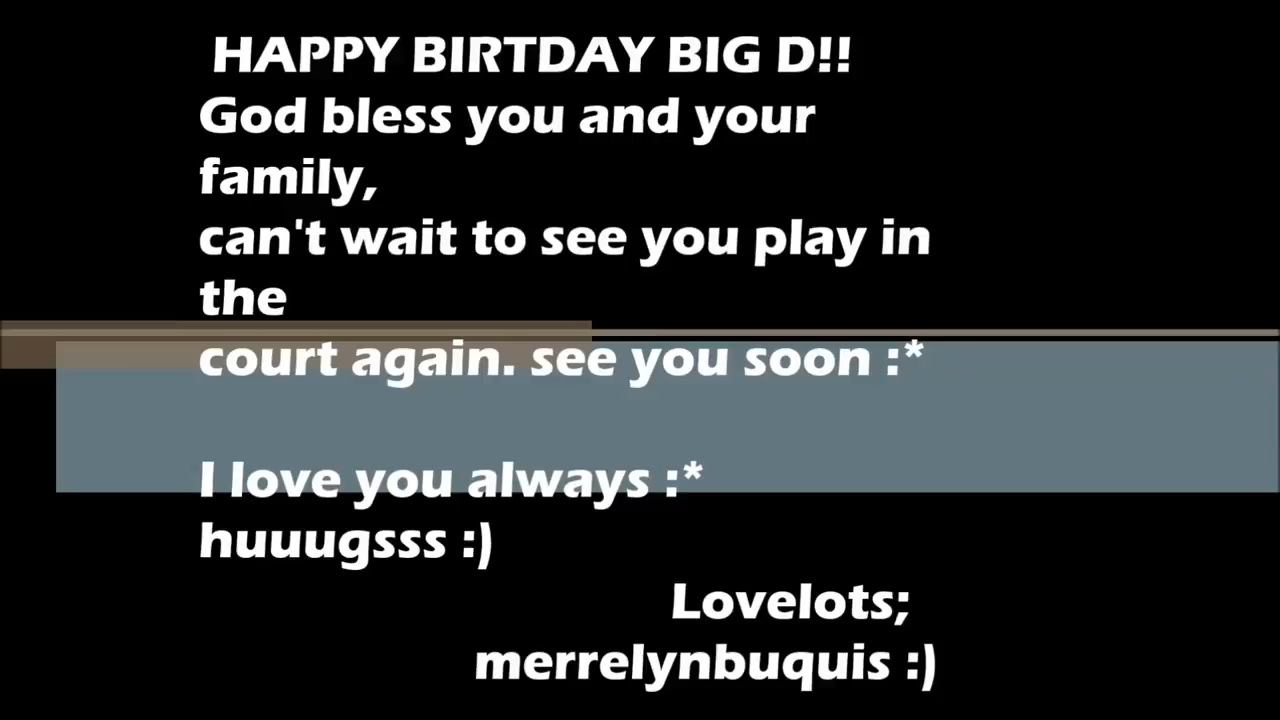 HAPPY BIRTDAY BIG D!!
God bless you and your
family,
can't wait to see you play in
the
court again. see you soon :*
I love you always :*
huuugsss :)
Lovelots;
merrelynbuquis :)